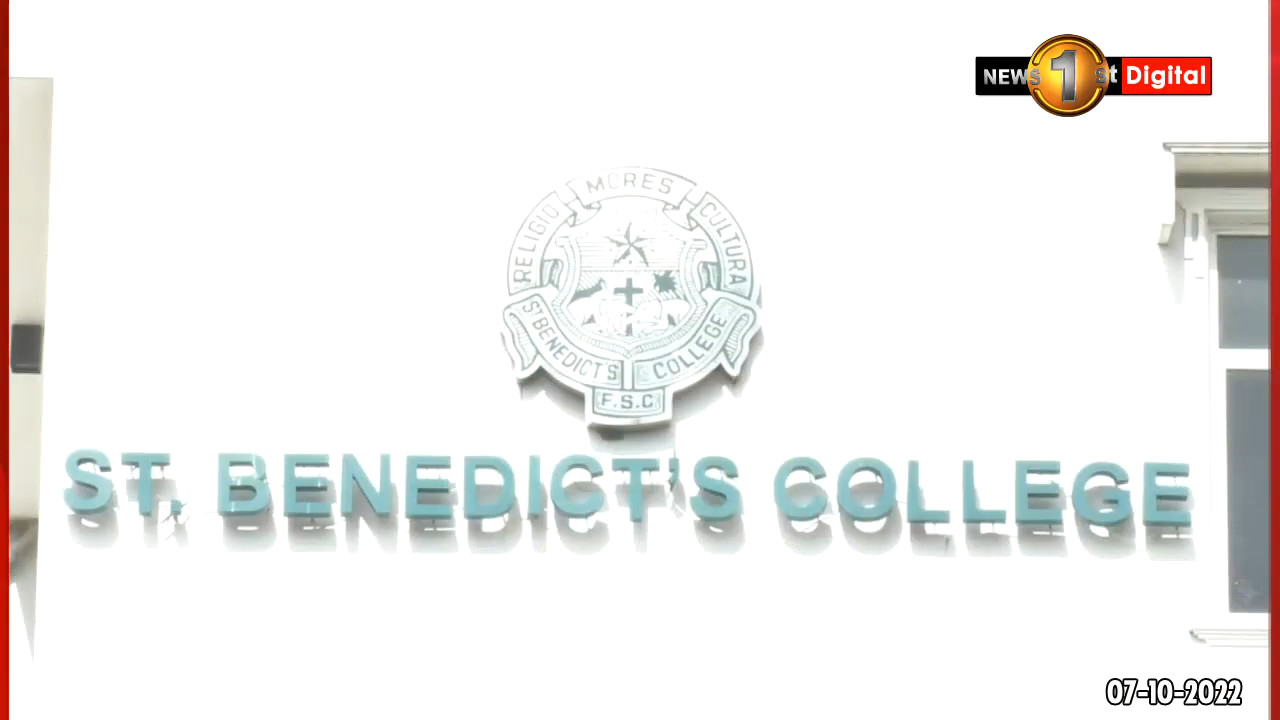 NEWS 1st Digital
RELIGIO MORES CULTURA
ST BENEDICT'S COLLEGE
F.S.C
ST. BENEDICT'S COLLEGE
07-10-2022